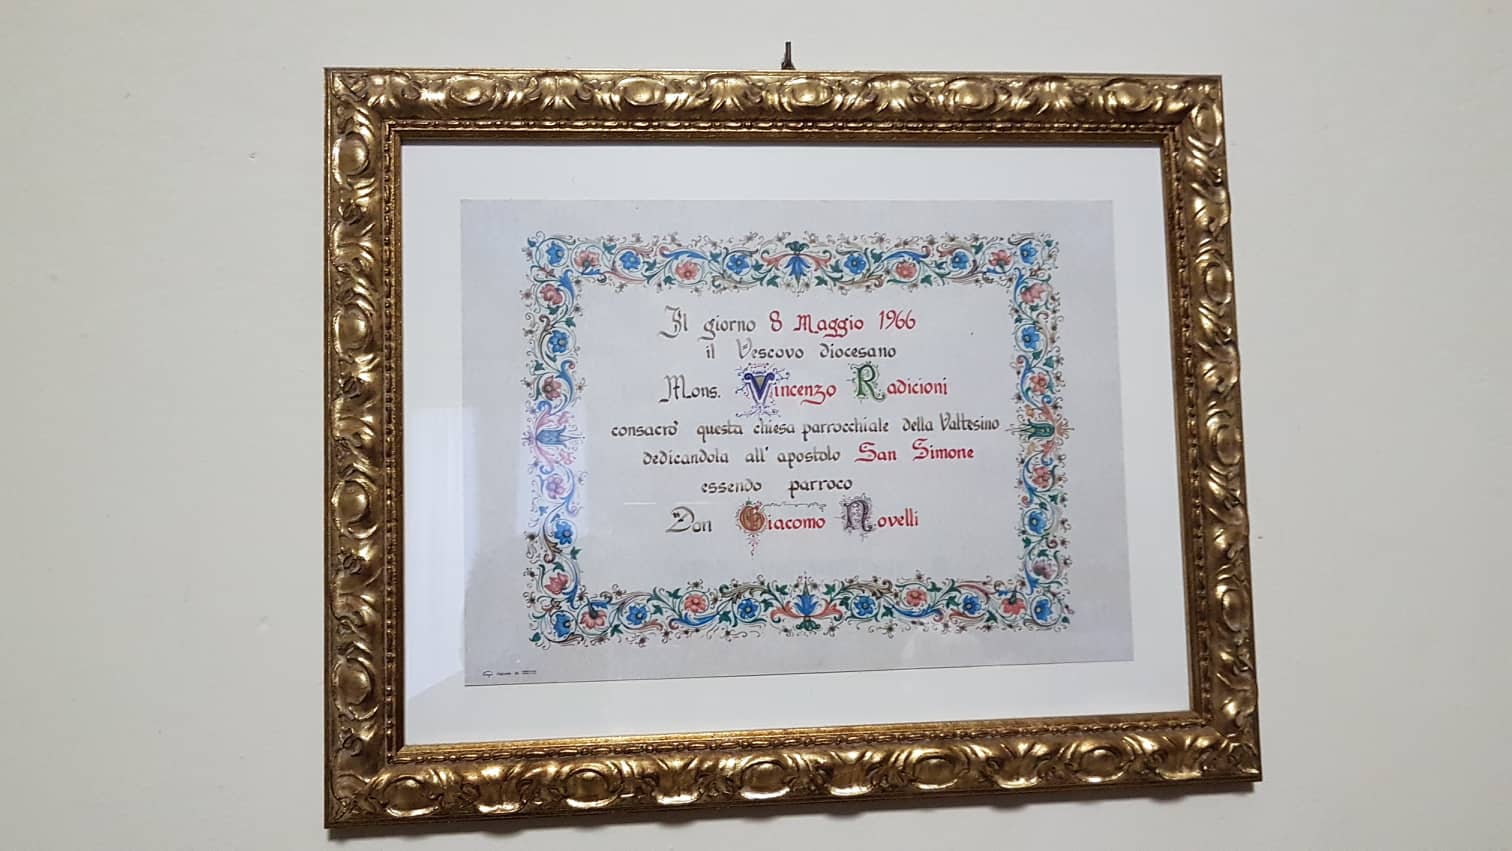 Il giorno 8 Maggio 1966
il Vescovo diocesano
Mons. Vincenzo Radicioni
consacrò questa chiesa parrocchiale della Valtesino
dedicandola all' apostolo San Simone
essendo parroco
Don Giacomo Novelli